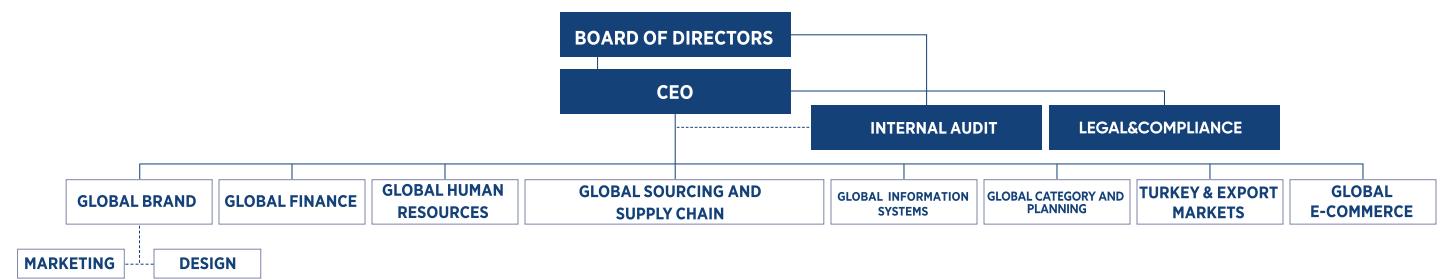 BOARD OF DIRECTORS
CEO
INTERNAL AUDIT
LEGAL&COMPLIANCE
GLOBAL BRAND
GLOBAL FINANCE
GLOBAL HUMAN
RESOURCES
GLOBAL SOURCING AND
SUPPLY CHAIN
GLOBAL INFORMATION
SYSTEMS
GLOBAL CATEGORY AND
PLANNING
TURKEY & EXPORT
MARKETS
GLOBAL
E-COMMERCE
MARKETING
DESIGN